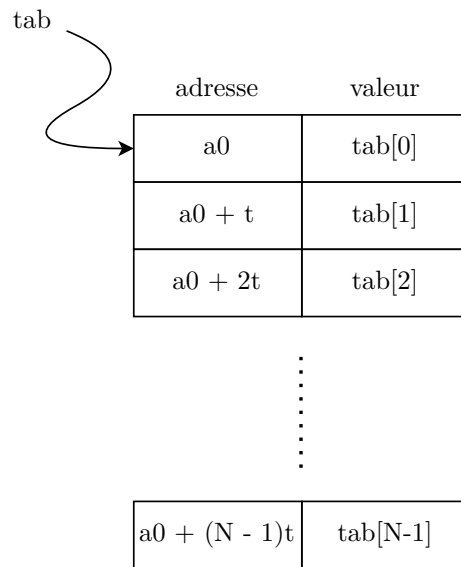 tab
adresse valeur
a0 tab[0]
a0 + t tab[1]
a0 + 2t tab[2]
a0 + (N - 1)t tab[N-1]